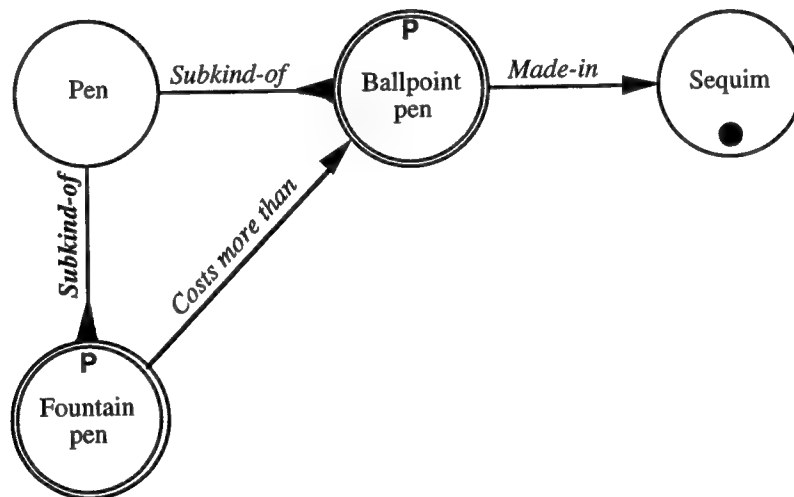 P
Pen
Subkind-of
Ballpoint
pen
Made-in
Sequim
Subkind-of
Costs more than
P
Fountain
pen